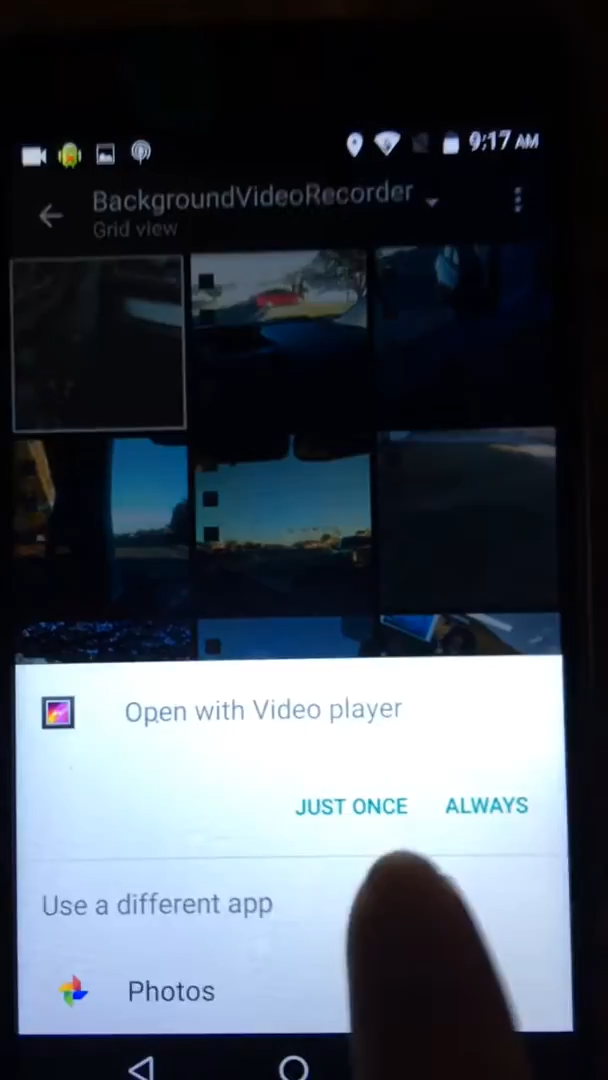 9:17 AM
BackgroundVideoRecorder
Grid view
Open with Video player
JUST ONCE ALWAYS
Use a different app
Photos